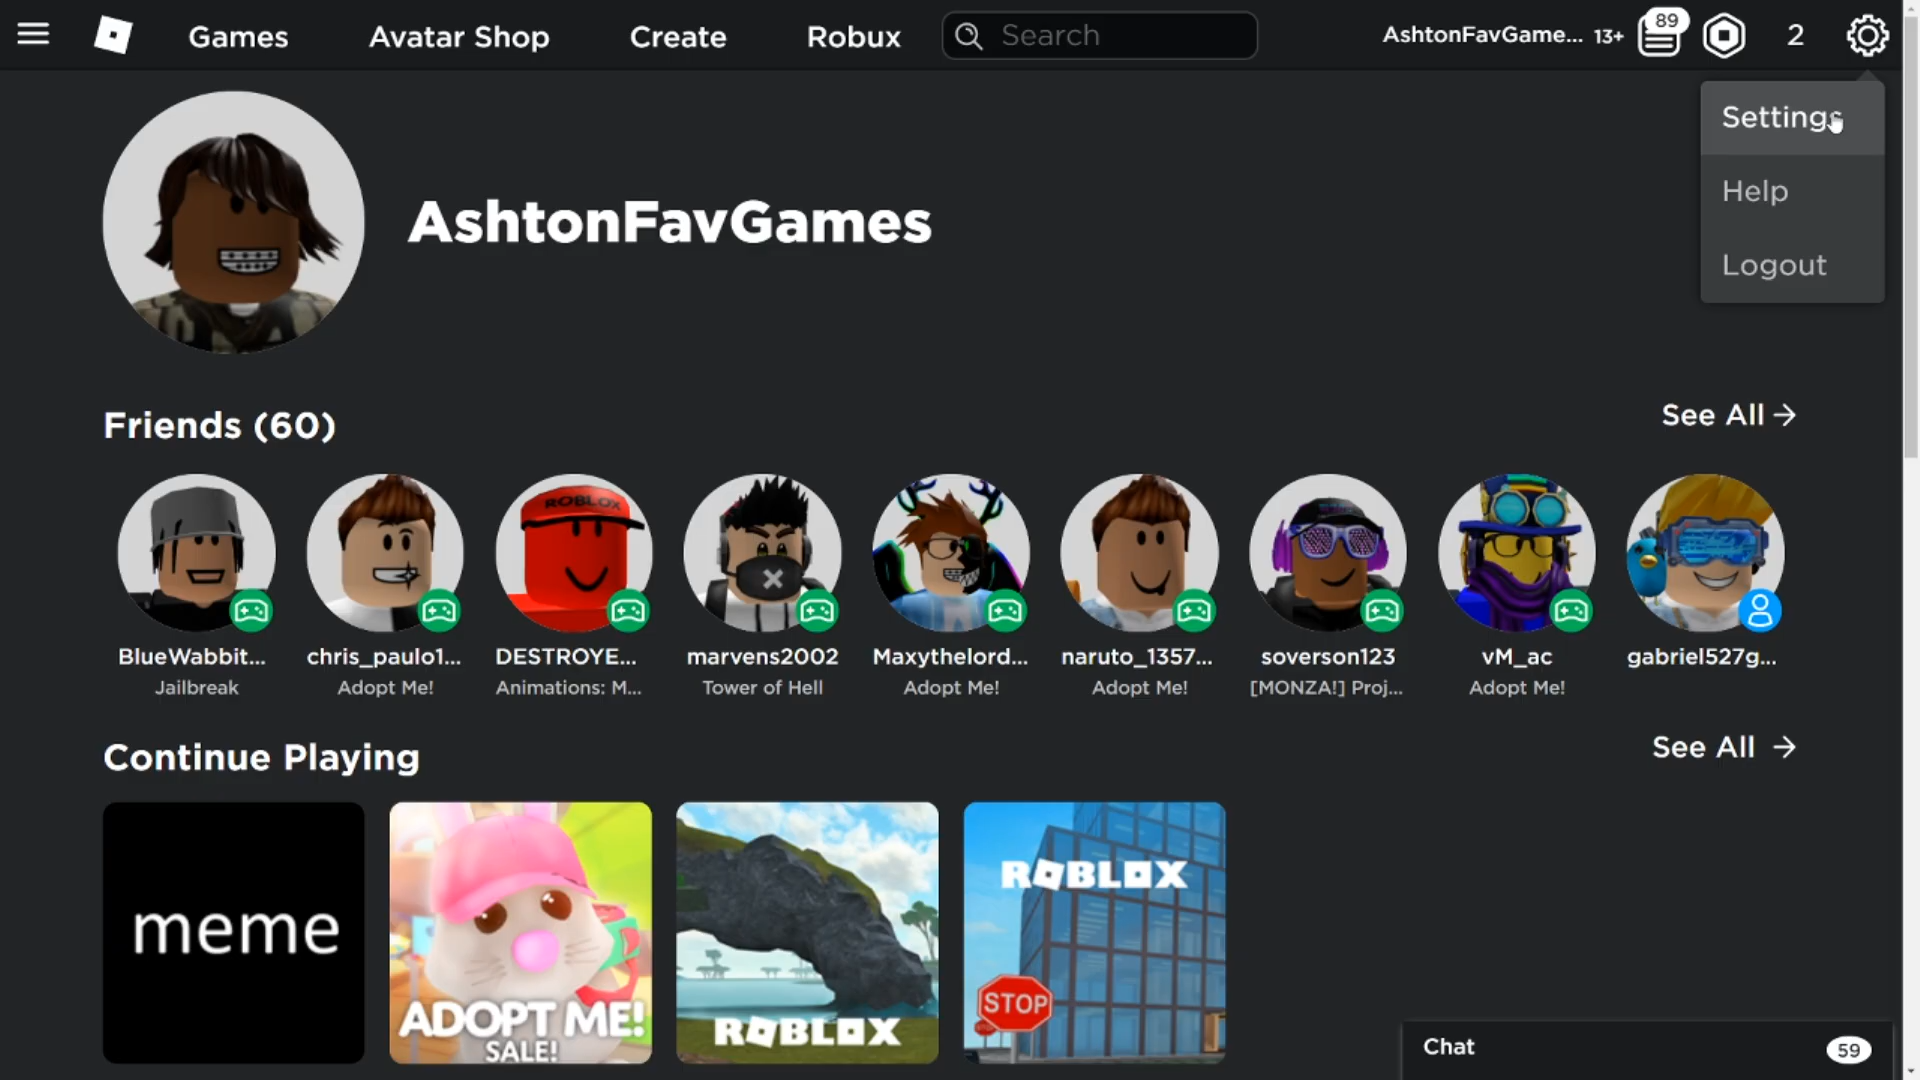 Games Avatar Shop Create Robux Search AshtonFavGame... 13+ 89 2
Settings
Help
Logout
AshtonFavGames
Friends (60) See All →
ROBLOX
BlueWabbit... chris_paulo1... DESTROYE... marvens2002 Maxythelord... naruto_1357... soverson123 vM_ac gabriel527g...
Jailbreak Adopt Me! Animations: M... Tower of Hell Adopt Me! Adopt Me! [MONZA!] Proj... Adopt Me!
Continue Playing See All →
ROBLOX
meme
STOP
ADOPT ME!
ROBLOX
SALE!
Chat 59